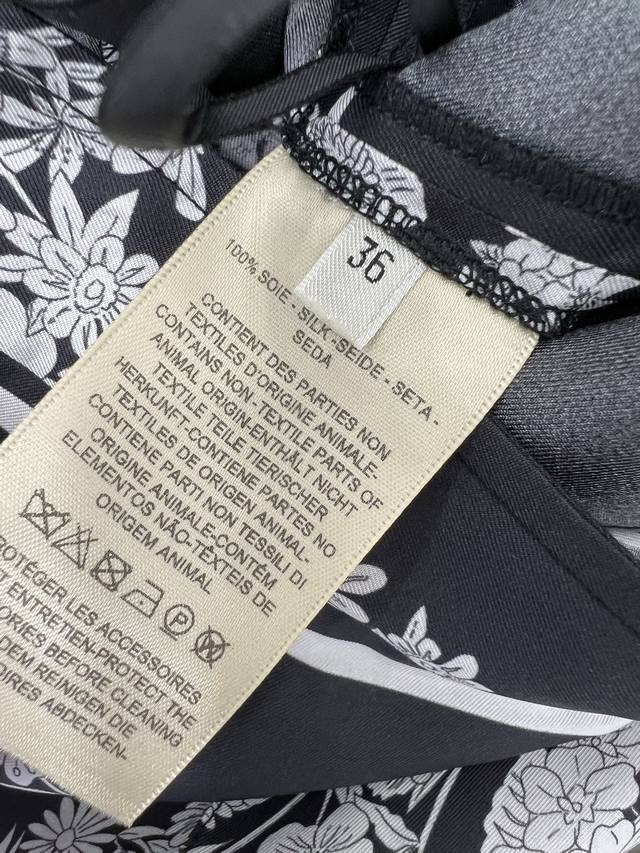 36
100% SOIE - SILK -SEIDE - SETA -
SEDA
CONTIENT DES PARTIES NON
TEXTILES D'ORIGINE ANIMALE-
CONTAINS NON-TEXTILE PARTS OF
ANIMAL ORIGIN-ENTHÄLT NICHT
TEXTILE TEILE TIERISCHER
HERKUNFT-CONTIENE PARTES NO
TEXTILES DE ORIGEN ANIMAL-
CONTIENE PARTI NON TESSILI DI
ORIGINE ANIMALE-CONTÉM
ELEMENTOS NÃO-TÊXTEIS DE
ORIGEM ANIMAL
P
PROTÉGER LES ACCESSOIRES
T ENTRETIEN-PROTECT THE
ORIES BEFORE CLEANING
DEM REINIGEN DIE
IRES ABDECKEN-